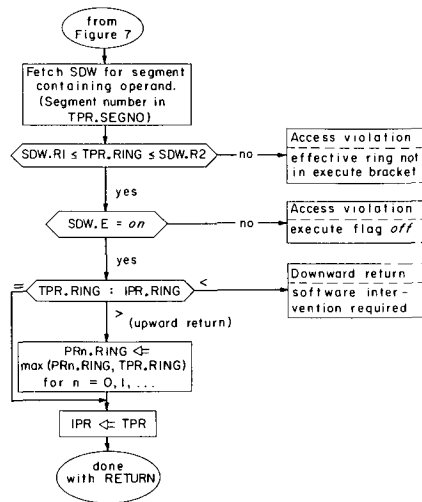 from
Figure 7
Fetch SDW for segment
containing operand.
(Segment number in
TPR.SEGNO)
SDW.R1 ≤ TPR.RING ≤ SDW.R2
no
Access violation
effective ring not
in execute bracket
yes
SDW.E = on
no
Access violation
execute flag off
yes
=
TPR.RING : IPR.RING
<
Downward return
software inter-
vention required
>
(upward return)
PRn.RING ⇐
max(PRn.RING, TPR.RING)
for n = 0,1, ...
IPR ⇐ TPR
done
with RETURN